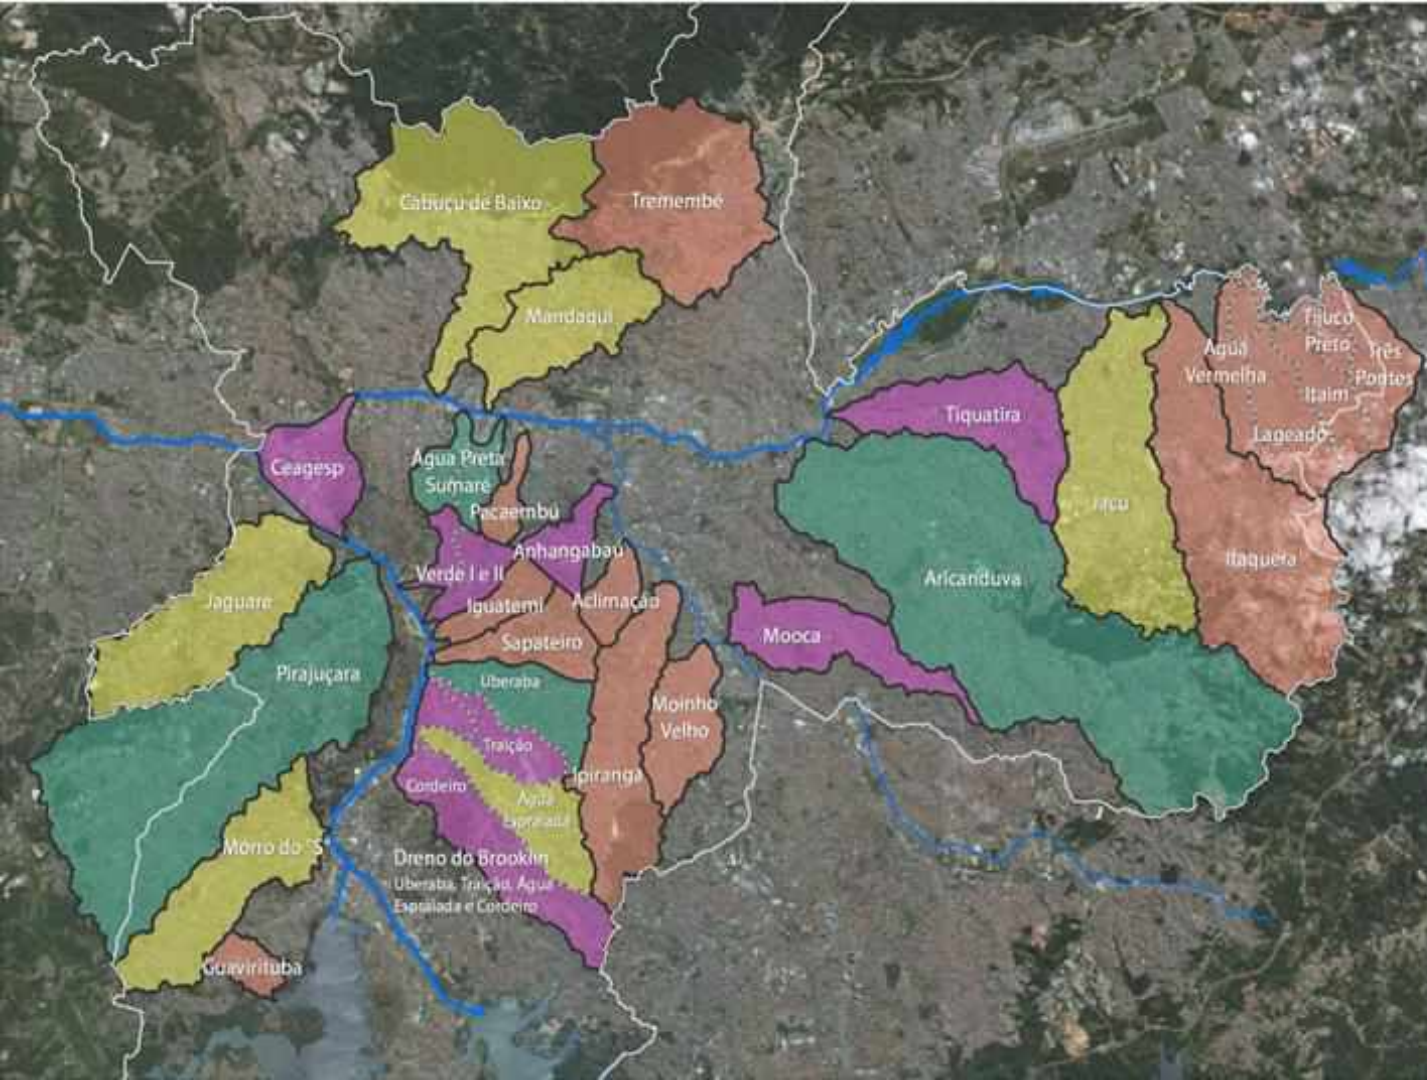 Cabuçu de Baixo
Tremembé
Mandaqui
Tijuco
Preto
Água
Vermelha
Três
Pontes
Itaim
Lageado
Tiquatira
Ceagesp
Água Preta
Sumaré
Pacaembú
Jacu
Anhangabaú
Verde I e II
Itaquera
Aricanduva
Jaguaré
Iguatemi
Aclimação
Mooca
Sapateiro
Pirajuçara
Uberaba
Moinho
Velho
Traição
Ipiranga
Cordeiro
Água
Espraiada
Morro do "S
Dreno do Brooklin
Uberaba, Traição, Água
Espraiada e Cordeiro
Guavirituba